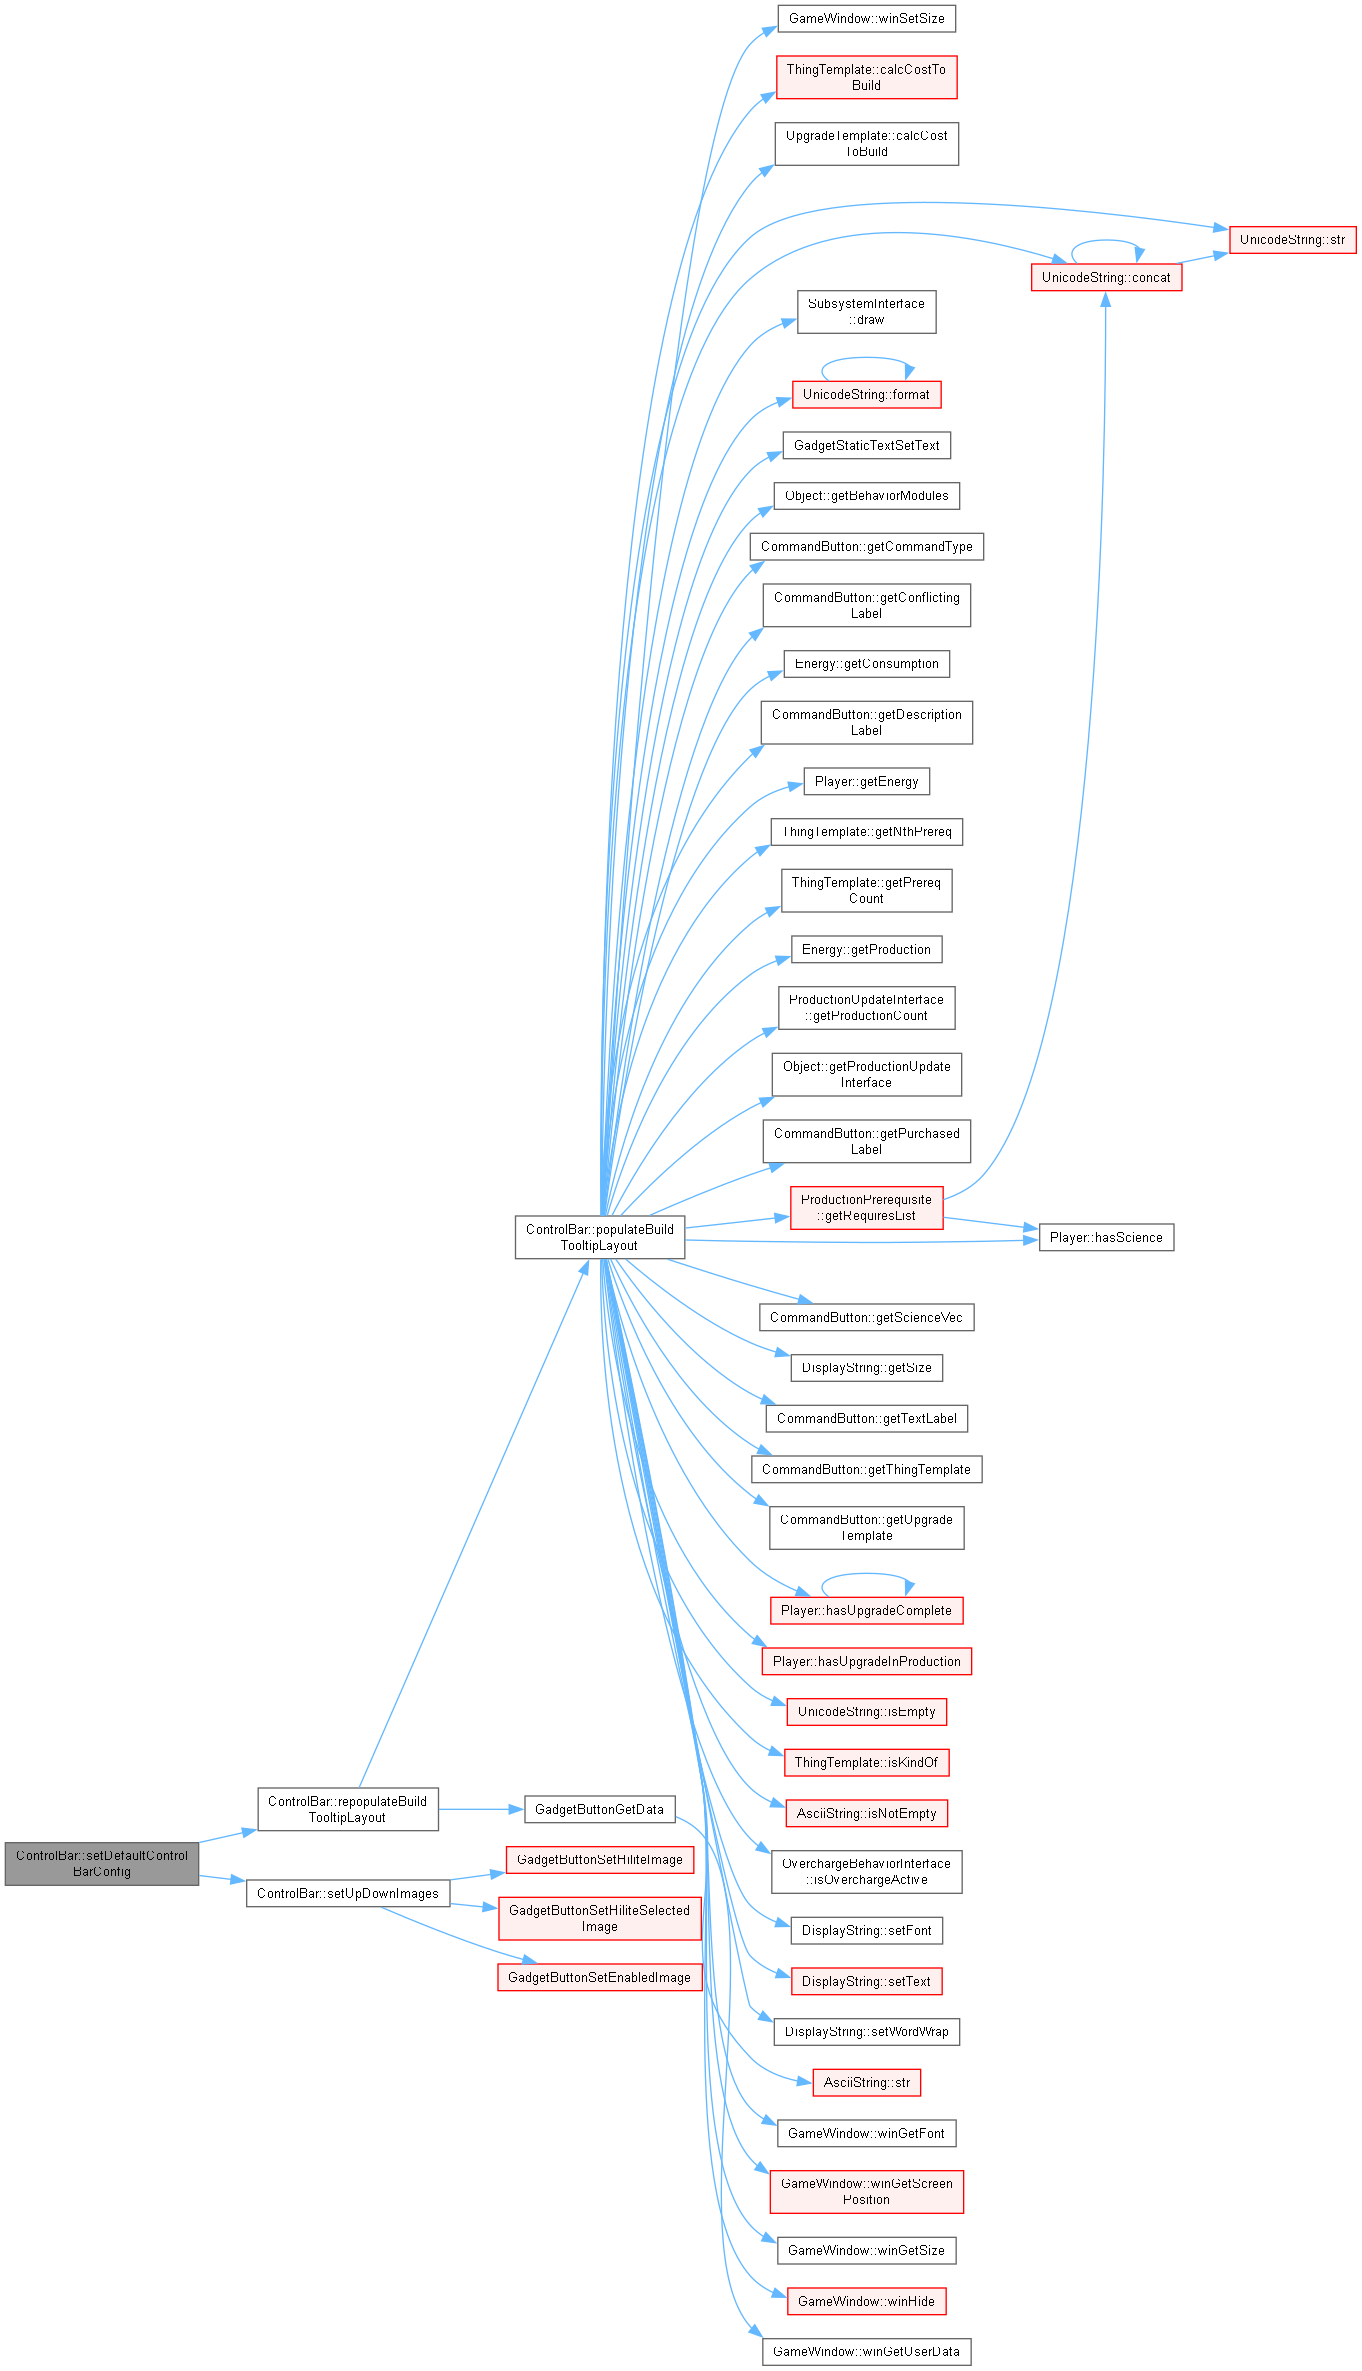 GameWindow::winSetSize
ThingTemplate::calcCostTo
Build
UpgradeTemplate::calcCost
ToBuild
UnicodeString::str
UnicodeString::concat
SubsystemInterface
::draw
UnicodeString::format
GadgetStaticTextSetText
Object::getBehaviorModules
CommandButton::getCommandType
CommandButton::getConflicting
Label
Energy::getConsumption
CommandButton::getDescription
Label
Player::getEnergy
ThingTemplate::getNthPrereq
ThingTemplate::getPrereq
Count
Energy::getProduction
ProductionUpdateInterface
::getProductionCount
Object::getProductionUpdate
Interface
CommandButton::getPurchased
Label
ProductionPrerequisite
::getRequiresList
Player::hasScience
ControlBar::populateBuild
TooltipLayout
CommandButton::getScienceVec
DisplayString::getSize
CommandButton::getTextLabel
CommandButton::getThingTemplate
CommandButton::getUpgrade
Template
Player::hasUpgradeComplete
Player::hasUpgradeInProduction
UnicodeString::isEmpty
ThingTemplate::isKindOf
AsciiString::isNotEmpty
ControlBar::repopulateBuild
TooltipLayout
GadgetButtonGetData
ControlBar::setDefaultControl
BarConfig
GadgetButtonSetHiliteImage
OverchargeBehaviorInterface
::isOverchargeActive
ControlBar::setUpDownImages
GadgetButtonSetHiliteSelected
Image
DisplayString::setFont
GadgetButtonSetEnabledImage
DisplayString::setText
DisplayString::setWordWrap
AsciiString::str
GameWindow::winGetFont
GameWindow::winGetScreen
Position
GameWindow::winGetSize
GameWindow::winHide
GameWindow::winGetUserData